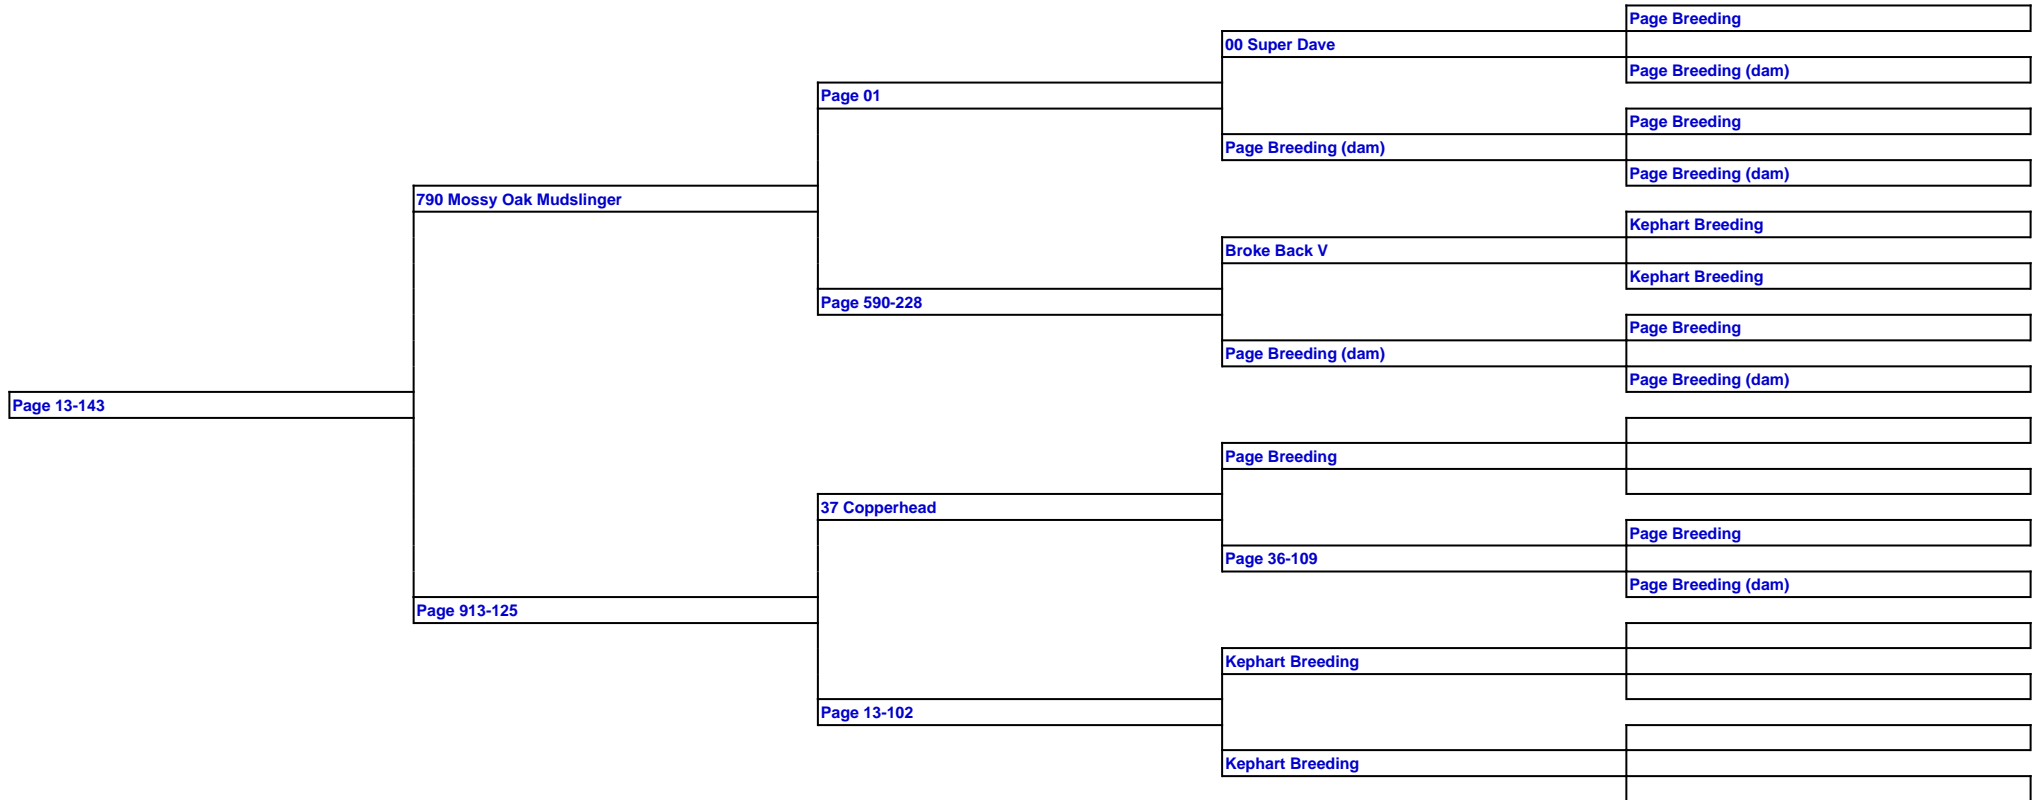 Page Breeding
00 Super Dave
Page Breeding (dam)
Page 01
Page Breeding
Page Breeding (dam)
Page Breeding (dam)
790 Mossy Oak Mudslinger
Kephart Breeding
Broke Back V
Kephart Breeding
Page 590-228
Page Breeding
Page Breeding (dam)
Page Breeding (dam)
Page 13-143
Page Breeding
37 Copperhead
Page Breeding
Page 36-109
Page Breeding (dam)
Page 913-125
Kephart Breeding
Page 13-102
Kephart Breeding